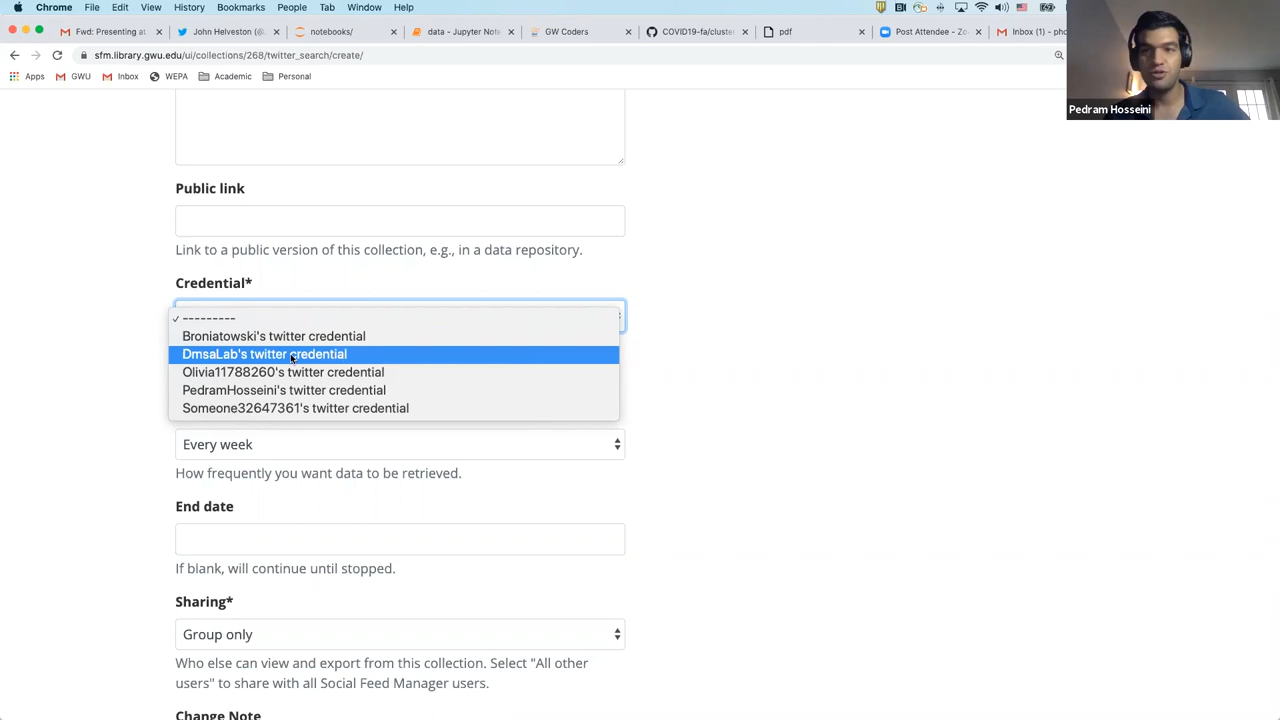 Chrome File Edit View History Bookmarks People Tab Window Help
Fwd: Presenting at
John Helveston (@
notebooks/
data - Jupyter Note
GW Coders
COVID19-fa/cluster
pdf
Post Attendee - Zo
Inbox (1) - pho
sfm.library.gwu.edu/ui/collections/268/twitter_search/create/
Apps GWU Inbox WEPA Academic Personal
Pedram Hosseini
Public link
Link to a public version of this collection, e.g., in a data repository.
Credential*
---------
Broniatowski's twitter credential
DmsaLab's twitter credential
Olivia11788260's twitter credential
PedramHosseini's twitter credential
Someone32647361's twitter credential
Every week
How frequently you want data to be retrieved.
End date
If blank, will continue until stopped.
Sharing*
Group only
Who else can view and export from this collection. Select "All other
users" to share with all Social Feed Manager users.
Change Note